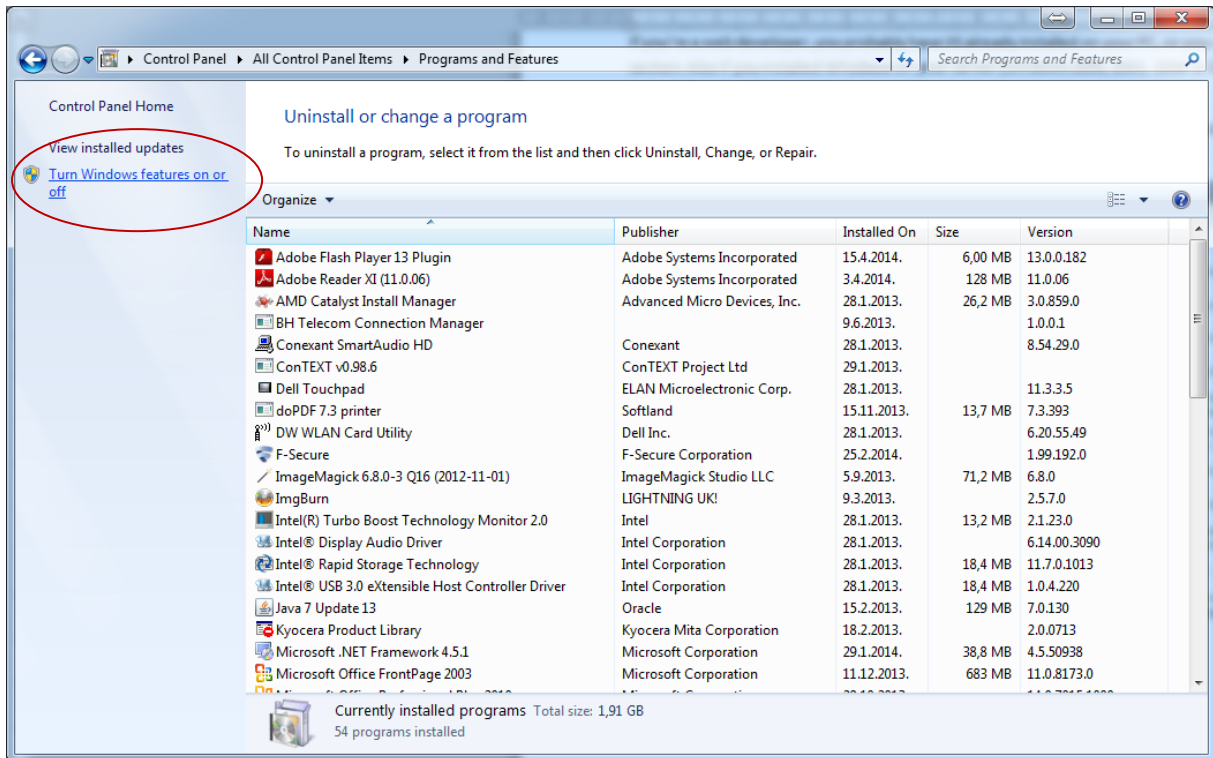 Control Panel ▸ All Control Panel Items ▸ Programs and Features
Search Programs and Features
Control Panel Home
View installed updates
Turn Windows features on or
off
Uninstall or change a program
To uninstall a program, select it from the list and then click Uninstall, Change, or Repair.
Organize
Name Publisher Installed On Size Version
Adobe Flash Player 13 Plugin Adobe Systems Incorporated 15.4.2014. 6,00 MB 13.0.0.182
Adobe Reader XI (11.0.06) Adobe Systems Incorporated 3.4.2014. 128 MB 11.0.06
AMD Catalyst Install Manager Advanced Micro Devices, Inc. 28.1.2013. 26,2 MB 3.0.859.0
BH Telecom Connection Manager 9.6.2013. 1.0.0.1
Conexant SmartAudio HD Conexant 28.1.2013. 8.54.29.0
ConTEXT v0.98.6 ConTEXT Project Ltd 29.1.2013.
Dell Touchpad ELAN Microelectronic Corp. 28.1.2013. 11.3.3.5
doPDF 7.3 printer Softland 15.11.2013. 13,7 MB 7.3.393
DW WLAN Card Utility Dell Inc. 28.1.2013. 6.20.55.49
F-Secure F-Secure Corporation 25.2.2014. 1.99.192.0
ImageMagick 6.8.0-3 Q16 (2012-11-01) ImageMagick Studio LLC 5.9.2013. 71,2 MB 6.8.0
ImgBurn LIGHTNING UK! 9.3.2013. 2.5.7.0
Intel(R) Turbo Boost Technology Monitor 2.0 Intel 28.1.2013. 13,2 MB 2.1.23.0
Intel® Display Audio Driver Intel Corporation 28.1.2013. 6.14.00.3090
Intel® Rapid Storage Technology Intel Corporation 28.1.2013. 18,4 MB 11.7.0.1013
Intel® USB 3.0 eXtensible Host Controller Driver Intel Corporation 28.1.2013. 18,4 MB 1.0.4.220
Java 7 Update 13 Oracle 15.2.2013. 129 MB 7.0.130
Kyocera Product Library Kyocera Mita Corporation 18.2.2013. 2.0.0713
Microsoft .NET Framework 4.5.1 Microsoft Corporation 29.1.2014. 38,8 MB 4.5.50938
Microsoft Office FrontPage 2003 Microsoft Corporation 11.12.2013. 683 MB 11.0.8173.0
Currently installed programs Total size: 1,91 GB
54 programs installed